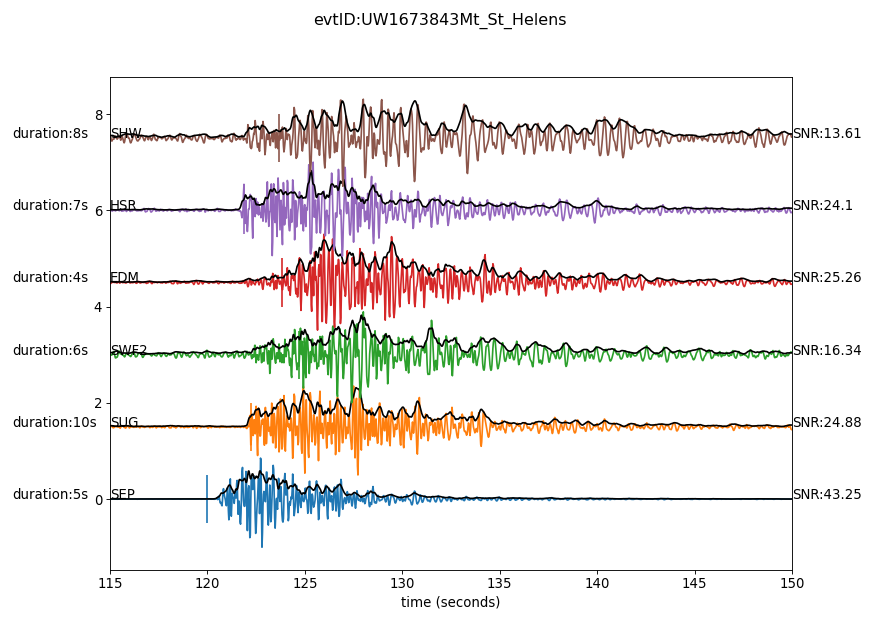 evtID:UW1673843Mt_St_Helens
8
duration:8s SHW SNR:13.61
duration:7s HSR SNR:24.1
6
duration:4s EDM SNR:25.26
4
duration:6s SWF2 SNR:16.34
2
duration:10s SUG SNR:24.88
duration:5s SEP SNR:43.25
0
115 120 125 130 135 140 145 150
time (seconds)